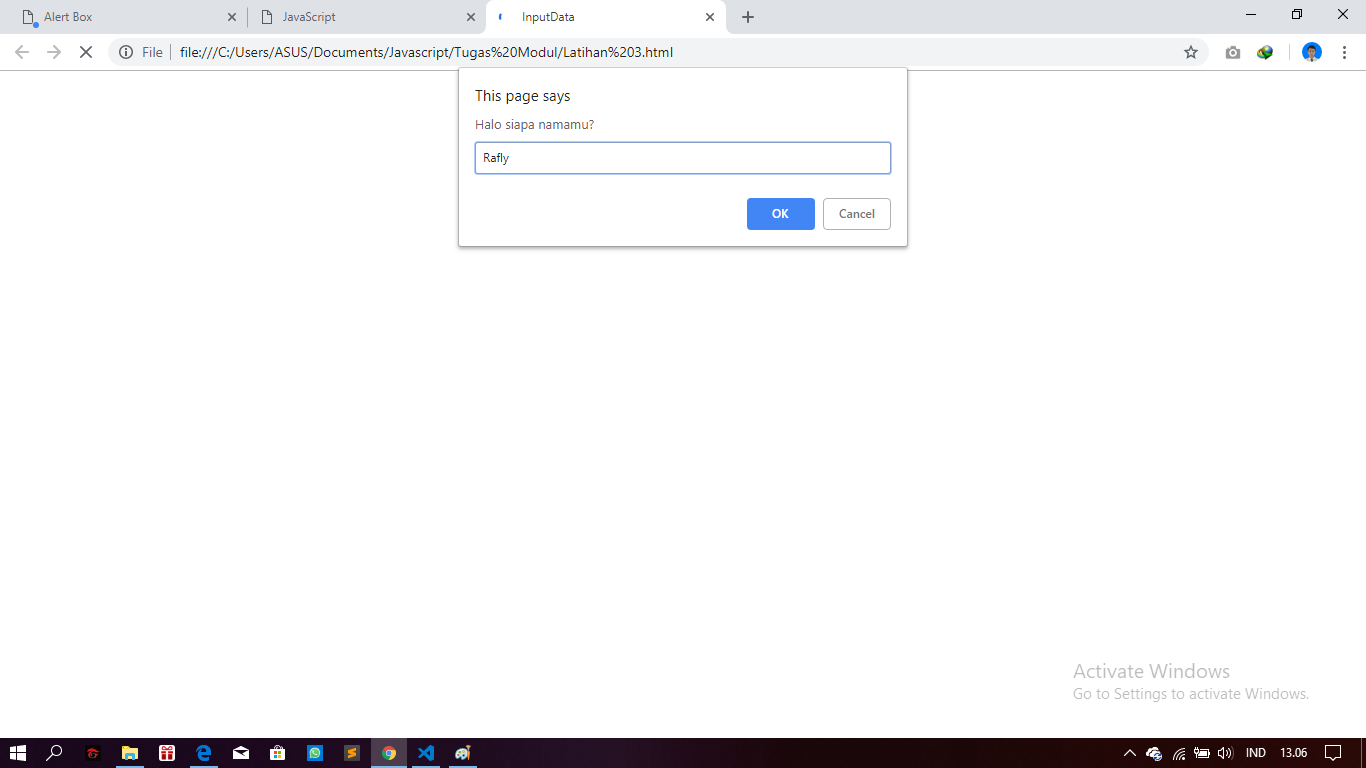 Alert Box
JavaScript
InputData
File
file:///C:/Users/ASUS/Documents/Javascript/Tugas%20Modul/Latihan%203.html
This page says
Halo siapa namamu?
Rafly
OK
Cancel
Activate Windows
Go to Settings to activate Windows.
IND
13.06